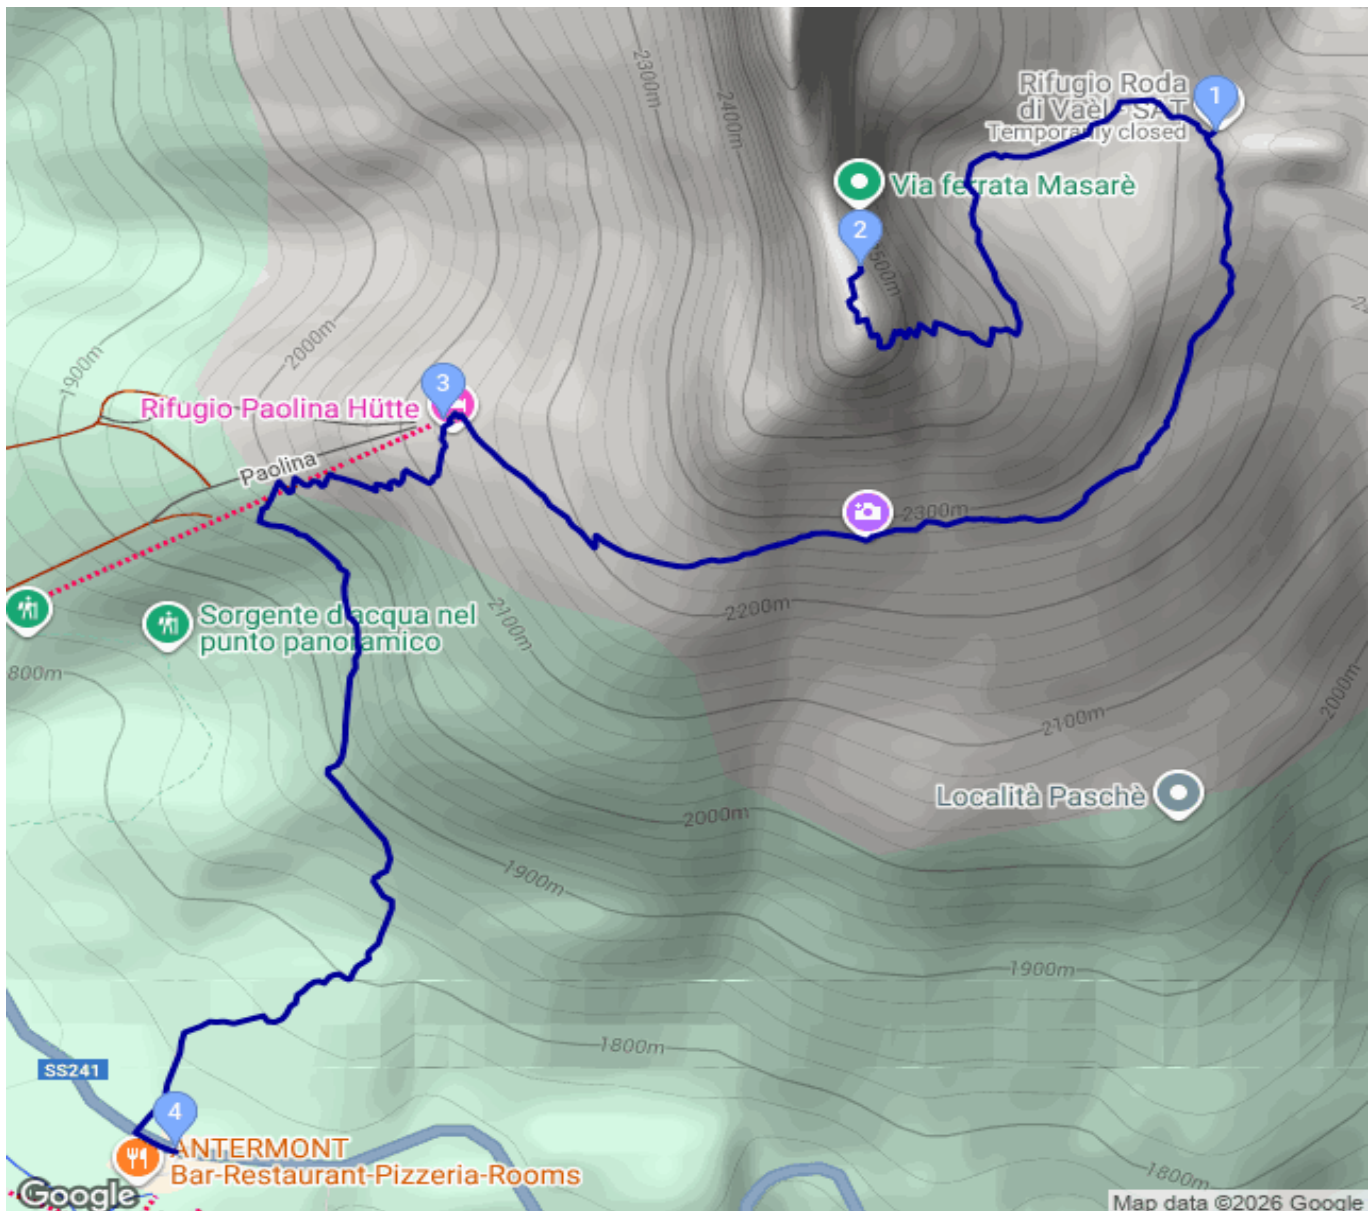 2300m
2400m
Rifugio Roda
di Vaèl - SAT
Temporarily closed
1
Via ferrata Masarè
2
2500m
2000m
1900m
3
Rifugio Paolina Hütte
Paolina
2300m
2200m
2100m
Sorgente d'acqua nel
punto panoramico
800m
2000m
2100m
Località Paschè
2000m
1900m
1900m
1800m
SS241
4
ANTERMONT
Bar-Restaurant-Pizzeria-Rooms
1800m
Google
Map data ©2026 Google